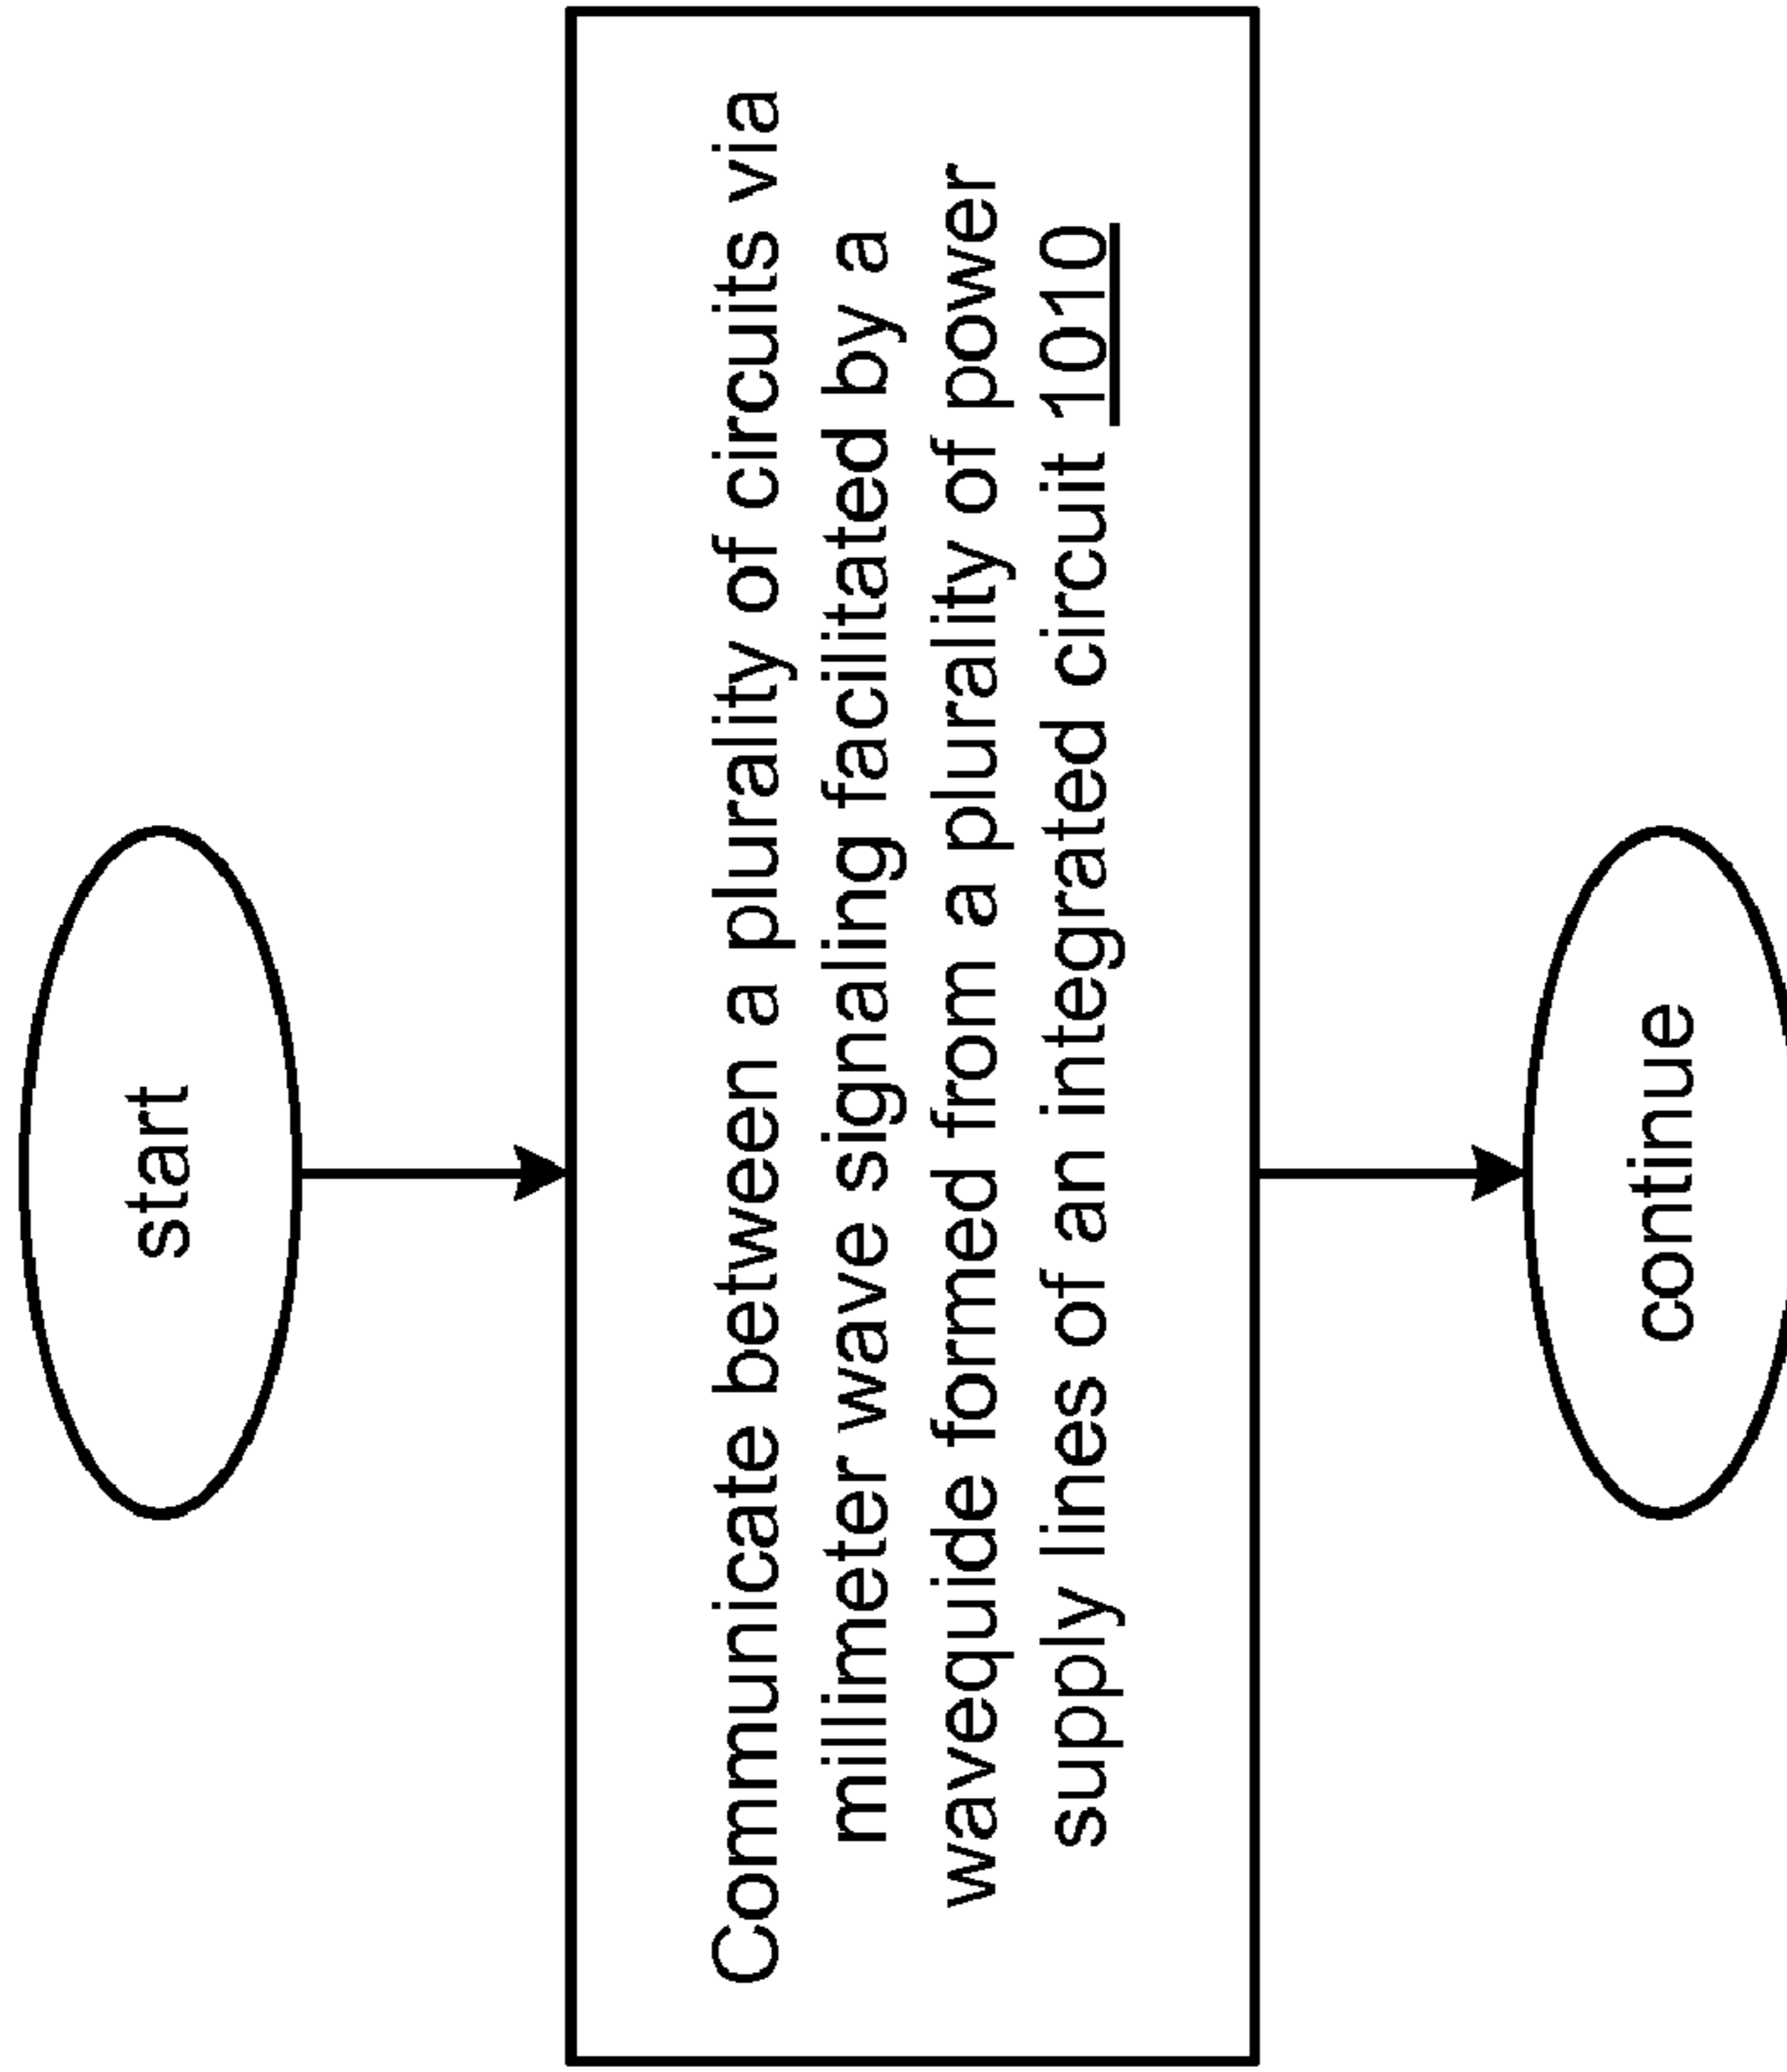 start
Communicate between a plurality of circuits via
millimeter wave signaling facilitated by a
wavequide formed from a plurality of power
supply lines of an integrated circuit 1010
continue